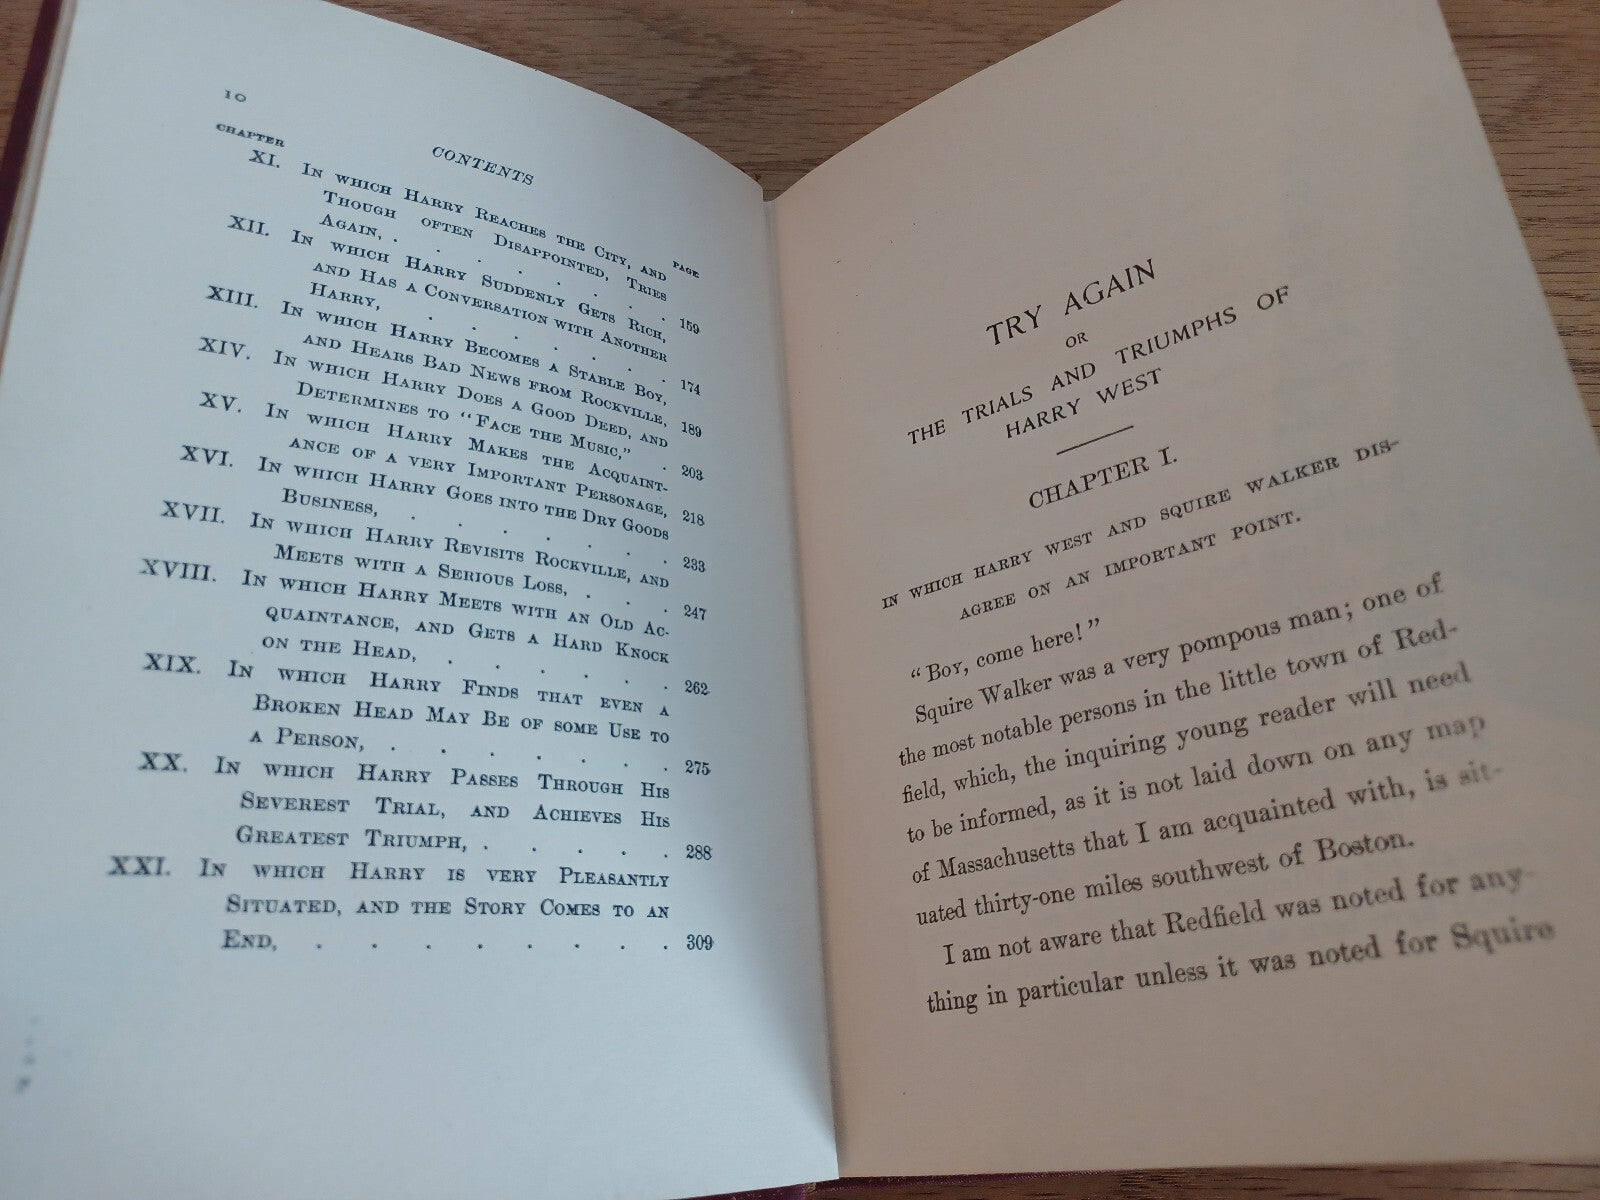 10
CONTENTS
CHAPTER
PAGE
XI. IN WHICH HARRY REACHES THE CITY, AND
THOUGH OFTEN DISAPPOINTED, TRIES
AGAIN, . . . . . . . 159
XII. IN WHICH HARRY SUDDENLY GETS RICH,
AND HAS A CONVERSATION WITH ANOTHER
HARRY, . . . . . . . 174
XIII. IN WHICH HARRY BECOMES A STABLE BOY,
AND HEARS BAD NEWS FROM ROCKVILLE, 189
XIV. IN WHICH HARRY DOES A GOOD DEED, AND
DETERMINES TO "FACE THE MUSIC," . 203
XV. IN WHICH HARRY MAKES THE ACQUAINT-
ANCE OF A VERY IMPORTANT PERSONAGE, 218
XVI. IN WHICH HARRY GOES INTO THE DRY GOODS
BUSINESS, . . . . . . . 233
XVII. IN WHICH HARRY REVISITS ROCKVILLE, AND
MEETS WITH A SERIOUS LOSS, . . . 247
XVIII. IN WHICH HARRY MEETS WITH AN OLD AC-
QUAINTANCE, AND GETS A HARD KNOCK
ON THE HEAD, . . . . . . 262
XIX. IN WHICH HARRY FINDS THAT EVEN A
BROKEN HEAD MAY BE OF SOME USE TO
A PERSON, . . . . . . . 275
XX. IN WHICH HARRY PASSES THROUGH HIS
SEVEREST TRIAL, AND ACHIEVES HIS
GREATEST TRIUMPH, . . . . . 288
XXI. IN WHICH HARRY IS VERY PLEASANTLY
SITUATED, AND THE STORY COMES TO AN
END, . . . . . . . . 309
TRY AGAIN
OR
THE TRIALS AND TRIUMPHS OF
HARRY WEST
CHAPTER I.
IN WHICH HARRY WEST AND SQUIRE WALKER DIS-
AGREE ON AN IMPORTANT POINT.
"Boy, come here!"
Squire Walker was a very pompous man; one of
the most notable persons in the little town of Red-
field, which, the inquiring young reader will need
to be informed, as it is not laid down on any map
of Massachusetts that I am acquainted with, is sit-
uated thirty-one miles southwest of Boston.
I am not aware that Redfield was noted for any-
thing in particular unless it was noted for Squire